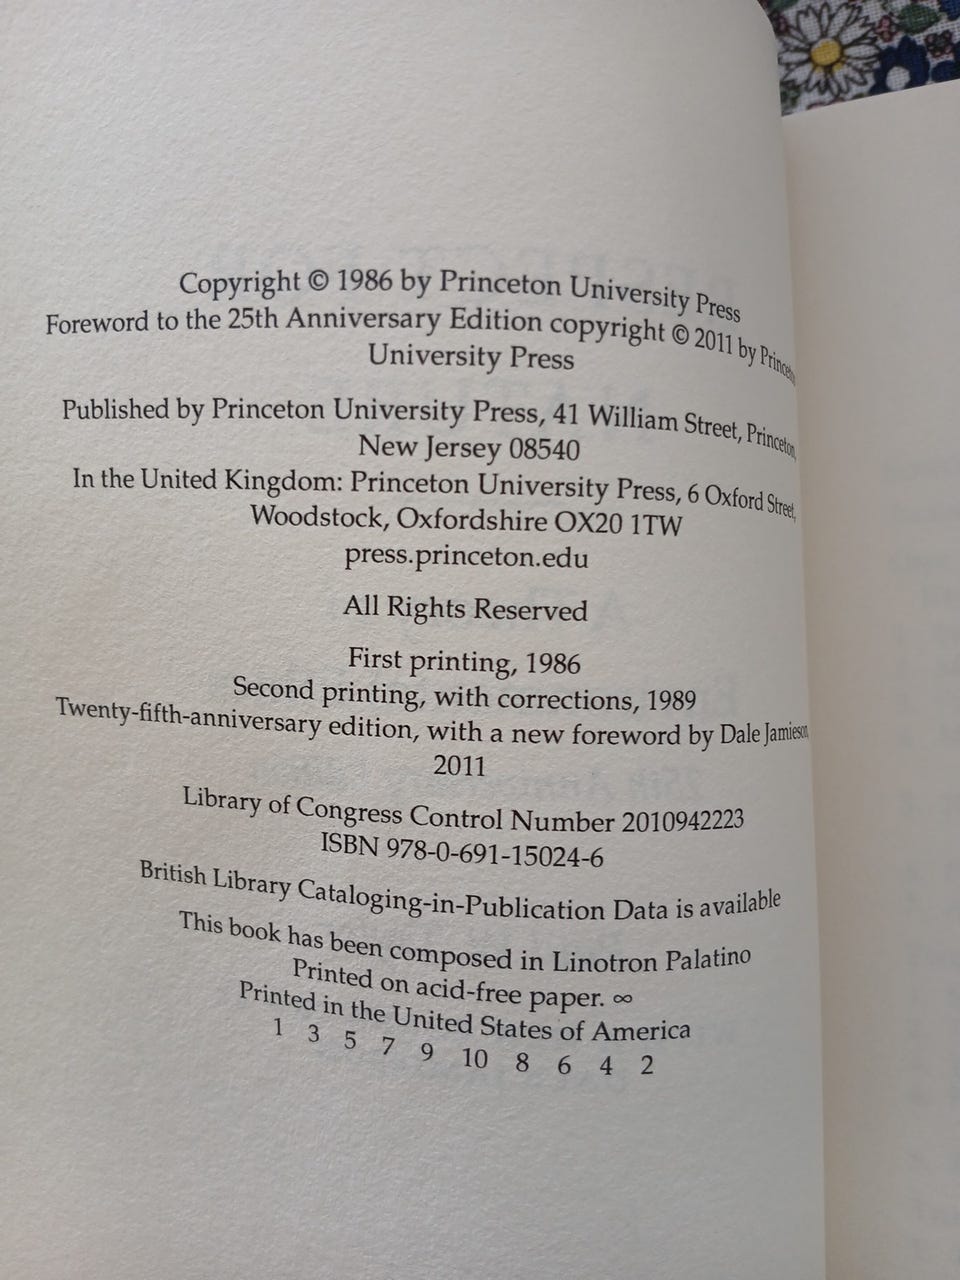 Copyright © 1986 by Princeton University Press
Foreword to the 25th Anniversary Edition copyright © 2011 by Princeton
University Press
Published by Princeton University Press, 41 William Street, Princeton,
New Jersey 08540
In the United Kingdom: Princeton University Press, 6 Oxford Street,
Woodstock, Oxfordshire OX20 1TW
press.princeton.edu
All Rights Reserved
First printing, 1986
Second printing, with corrections, 1989
Twenty-fifth-anniversary edition, with a new foreword by Dale Jamieson,
2011
Library of Congress Control Number 2010942223
ISBN 978-0-691-15024-6
British Library Cataloging-in-Publication Data is available
This book has been composed in Linotron Palatino
Printed on acid-free paper. ∞
Printed in the United States of America
1 3 5 7 9 10 8 6 4 2